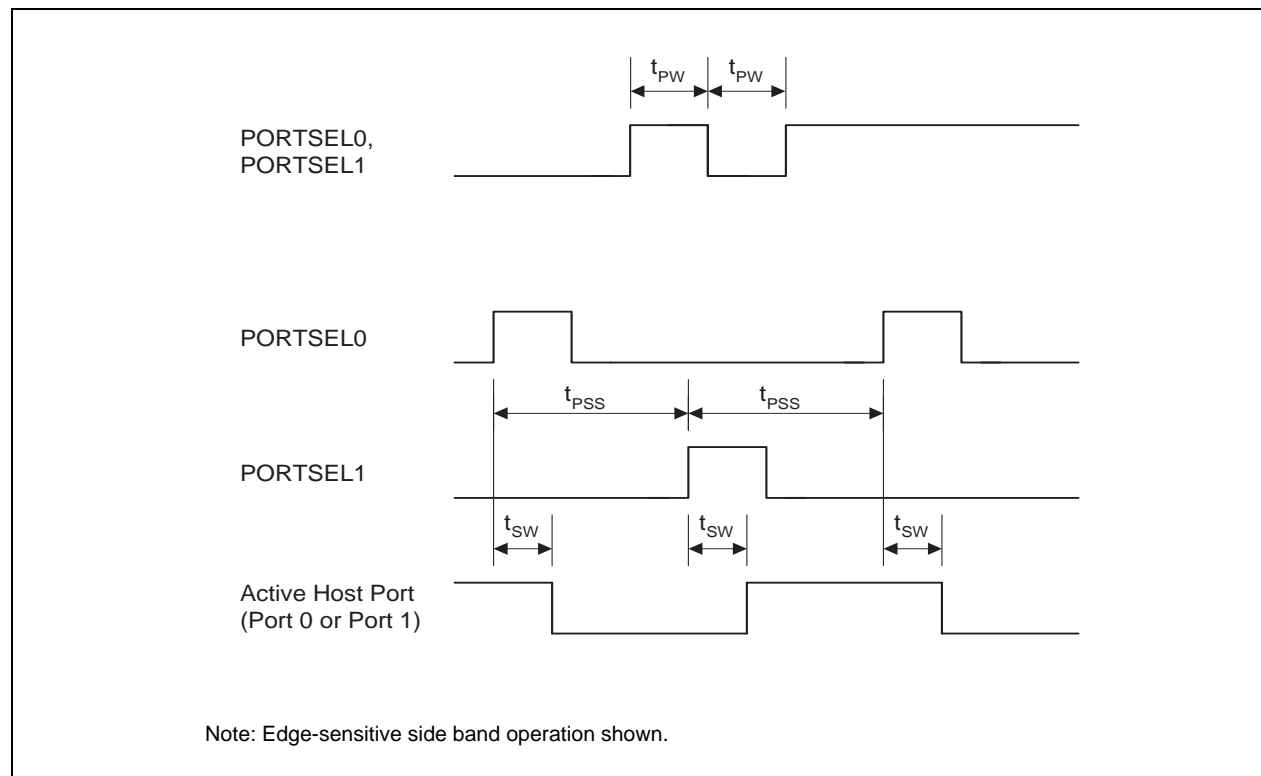 tPW tPW
PORTSEL0,
PORTSEL1
PORTSEL0
tPSS tPSS
PORTSEL1
tSW tSW tSW
Active Host Port
(Port 0 or Port 1)
Note: Edge-sensitive side band operation shown.